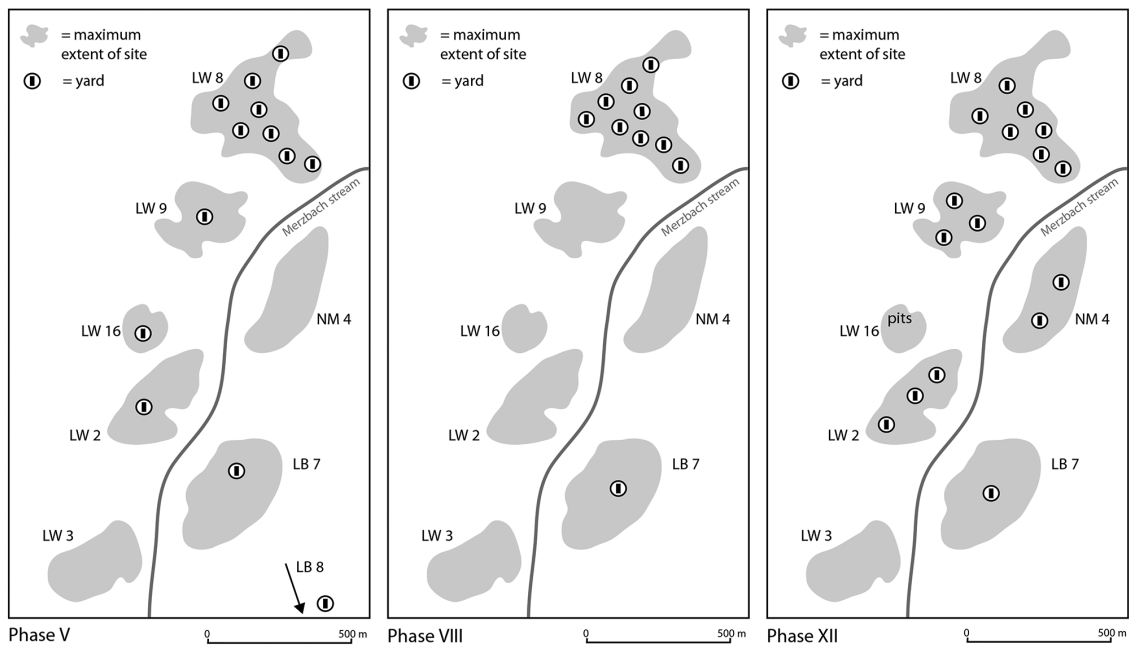 = maximum
extent of site
= yard
LW 8
LW 9
Merzbach stream
NM 4
LW 16
LW 2
LB 7
LW 3
LB 8
Phase V
0
500 m
= maximum
extent of site
= yard
LW 8
LW 9
Merzbach stream
NM 4
LW 16
LW 2
LB 7
LW 3
Phase VIII
0
500 m
= maximum
extent of site
= yard
LW 8
LW 9
Merzbach stream
pits
NM 4
LW 16
LW 2
LB 7
LW 3
Phase XII
0
500 m